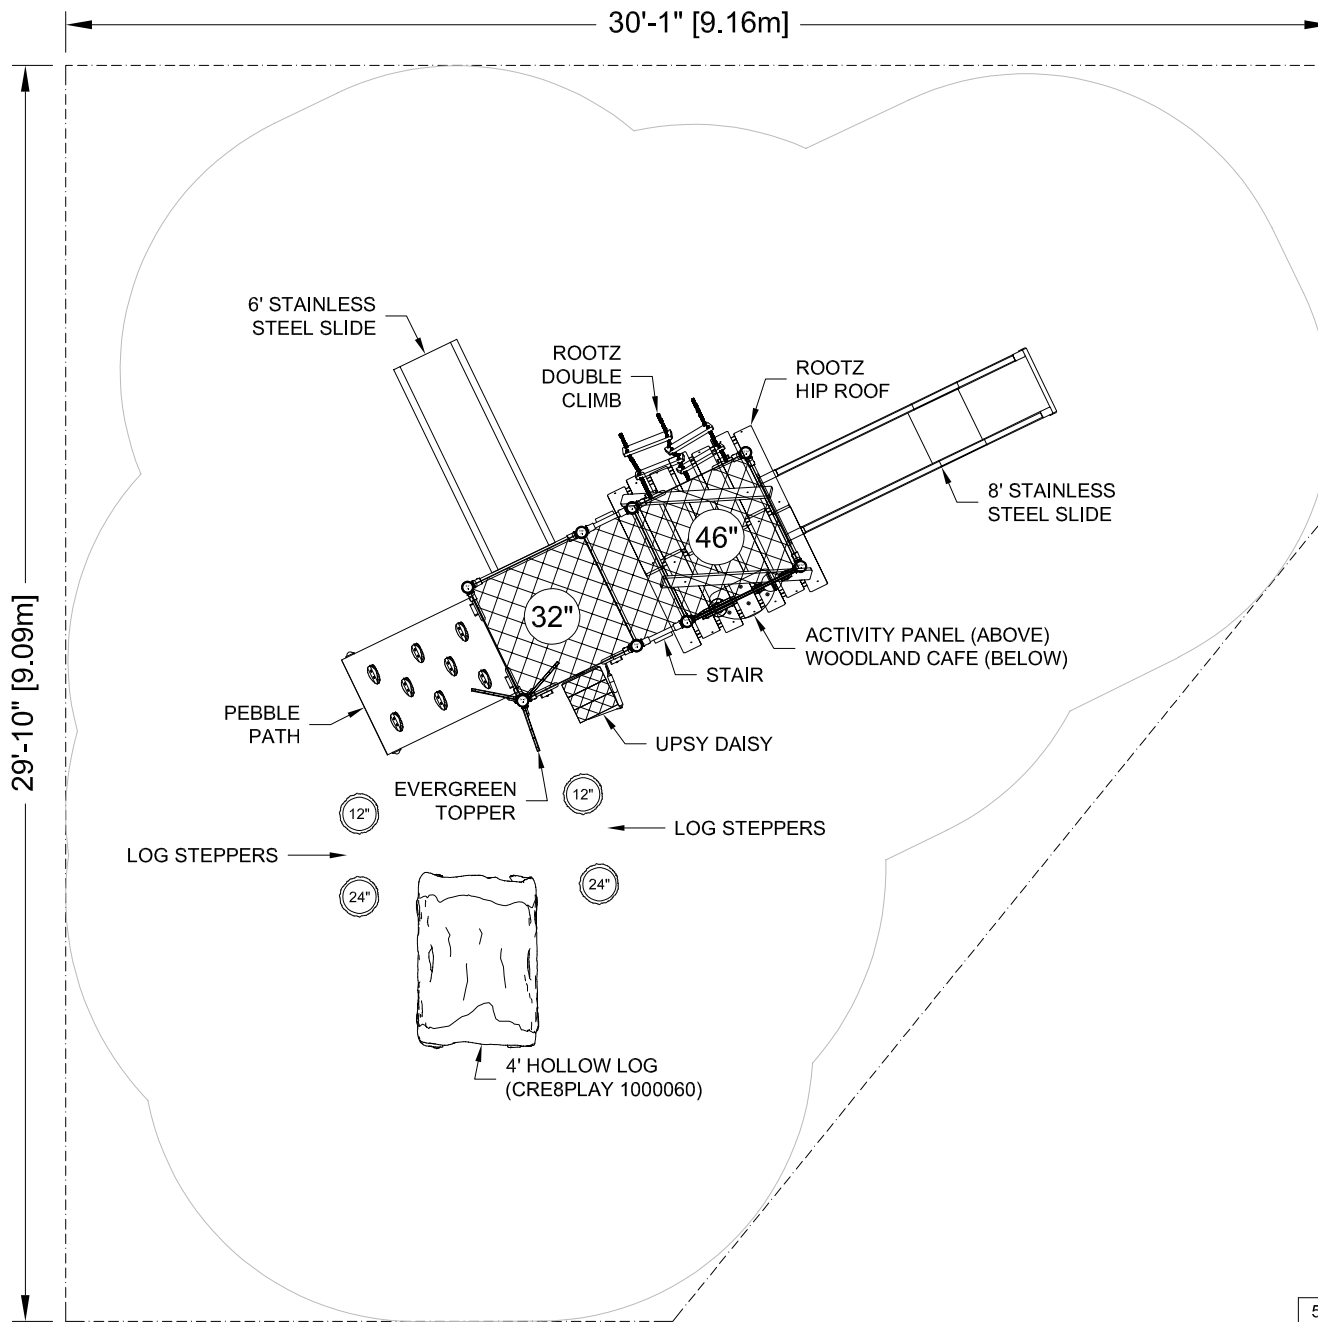 30'-1" [9.16m]
29'-10" [9.09m]
6' STAINLESS
STEEL SLIDE
ROOTZ
DOUBLE
CLIMB
ROOTZ
HIP ROOF
8' STAINLESS
STEEL SLIDE
46"
32"
ACTIVITY PANEL (ABOVE)
WOODLAND CAFE (BELOW)
STAIR
PEBBLE
PATH
UPSY DAISY
EVERGREEN
TOPPER
12"
12"
LOG STEPPERS
LOG STEPPERS
24"
24"
4' HOLLOW LOG
(CRE8PLAY 1000060)
5